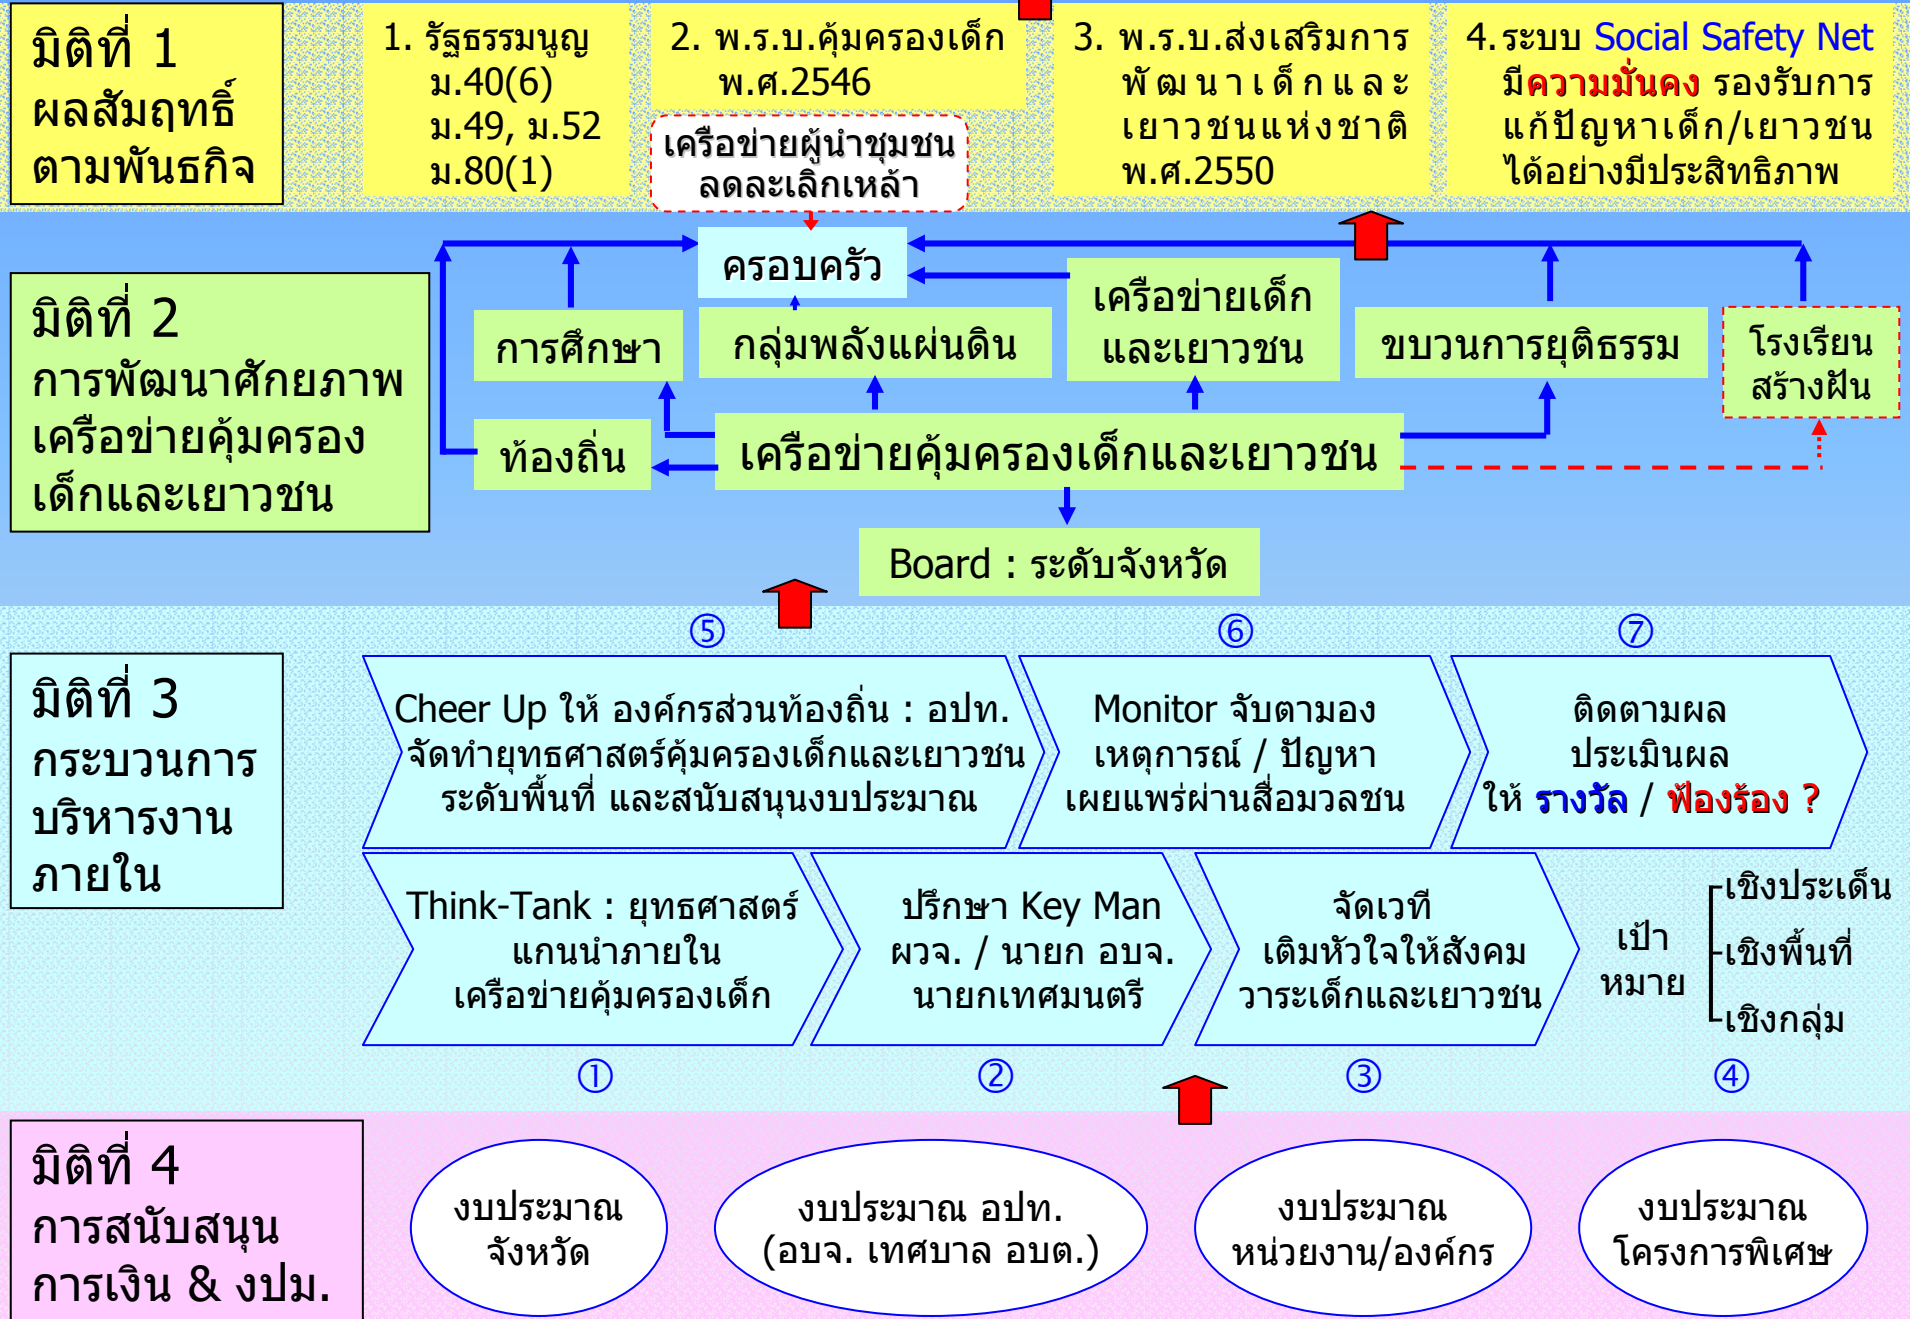 มิติที่ 1
ผลสัมฤทธิ์
ตามพันธกิจ
1. รัฐธรรมนูญ
ม.40(6)
ม.49, ม.52
ม.80(1)
2. พ.ร.บ.คุ้มครองเด็ก
พ.ศ.2546
3. พ.ร.บ.ส่งเสริมการ
พัฒนาเด็กและ
เยาวชนแห่งชาติ
พ.ศ.2550
4.ระบบ Social Safety Net
มีความมั่นคง รองรับการ
แก้ปัญหาเด็ก/เยาวชน
ได้อย่างมีประสิทธิภาพ
เครือข่ายผู้นำชุมชน
ลดละเลิกเหล้า
มิติที่ 2
การพัฒนาศักยภาพ
เครือข่ายคุ้มครอง
เด็กและเยาวชน
ครอบครัว
การศึกษา
กลุ่มพลังแผ่นดิน
เครือข่ายเด็ก
และเยาวชน
ขบวนการยุติธรรม
โรงเรียน
สร้างฝัน
ท้องถิ่น
เครือข่ายคุ้มครองเด็กและเยาวชน
Board : ระดับจังหวัด
มิติที่ 3
กระบวนการ
บริหารงาน
ภายใน
⑤
⑥
⑦
Cheer Up ให้ องค์กรส่วนท้องถิ่น : อปท.
จัดทำยุทธศาสตร์คุ้มครองเด็กและเยาวชน
ระดับพื้นที่ และสนับสนุนงบประมาณ
Monitor จับตามอง
เหตุการณ์ / ปัญหา
เผยแพร่ผ่านสื่อมวลชน
ติดตามผล
ประเมินผล
ให้ รางวัล / ฟ้องร้อง ?
Think-Tank : ยุทธศาสตร์
แกนนำภายใน
เครือข่ายคุ้มครองเด็ก
ปรึกษา Key Man
ผวจ. / นายก อบจ.
นายกเทศมนตรี
จัดเวที
เติมหัวใจให้สังคม
วาระเด็กและเยาวชน
เป้า
หมาย
เชิงประเด็น
เชิงพื้นที่
เชิงกลุ่ม
①
②
③
④
มิติที่ 4
การสนับสนุน
การเงิน & งปม.
งบประมาณ
จังหวัด
งบประมาณ อปท.
(อบจ. เทศบาล อบต.)
งบประมาณ
หน่วยงาน/องค์กร
งบประมาณ
โครงการพิเศษ